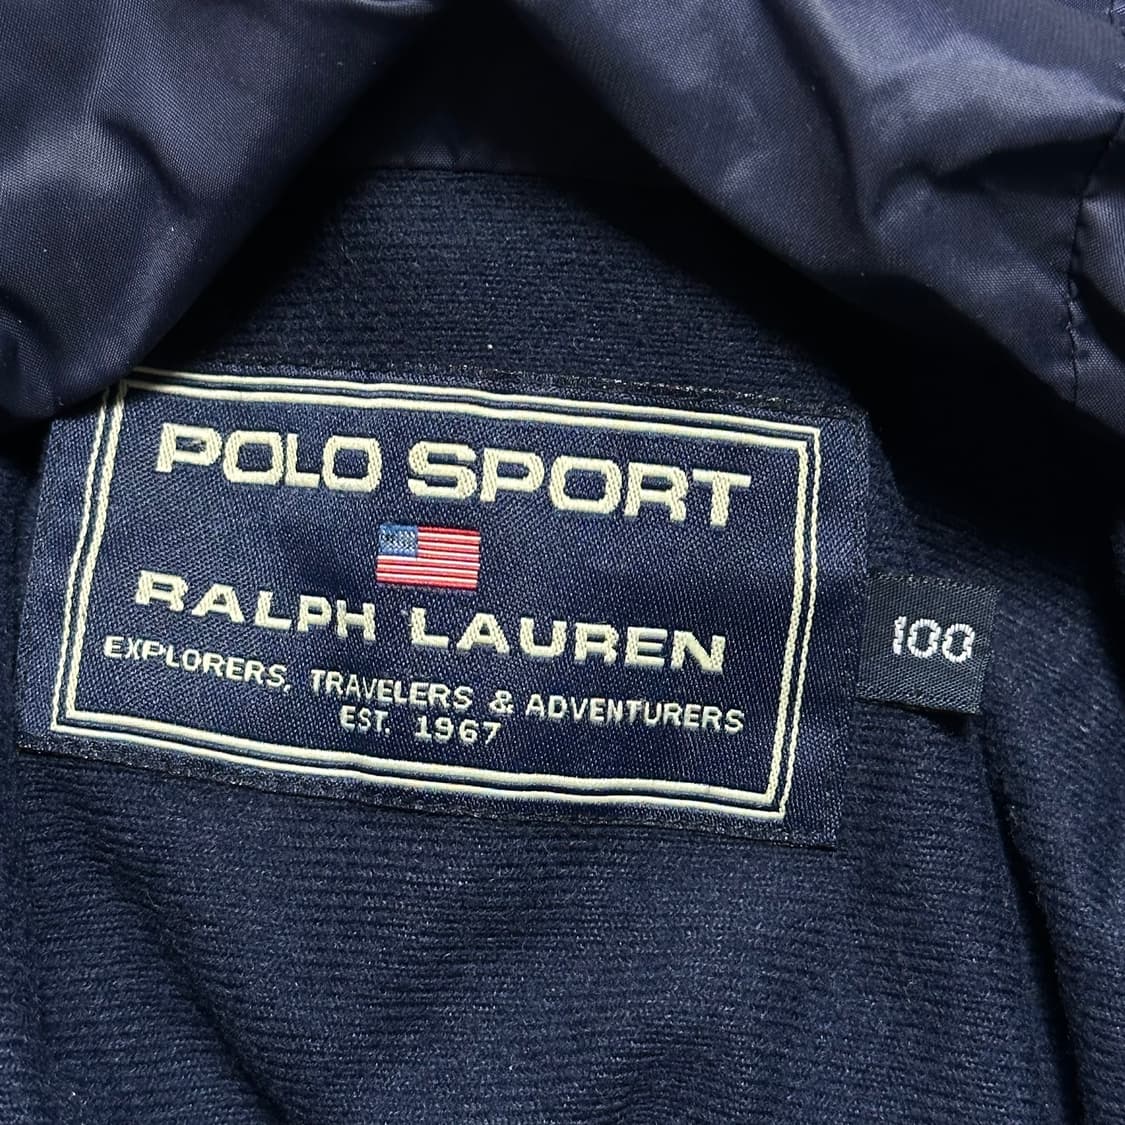 POLO SPORT
RALPH LAUREN
EXPLORERS, TRAVELERS & ADVENTURERS
EST. 1967
100